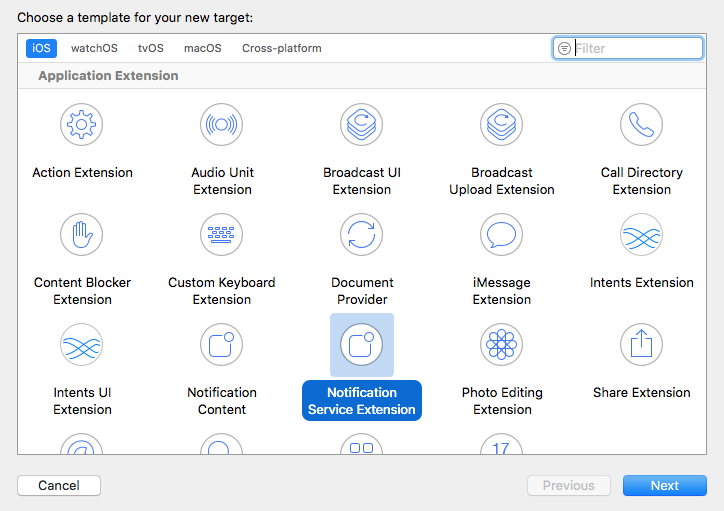 Choose a template for your new target:
iOS watchOS tvOS macOS Cross-platform Filter
Application Extension
Action Extension
Audio Unit
Extension
Broadcast UI
Extension
Broadcast
Upload Extension
Call Directory
Extension
Content Blocker
Extension
Custom Keyboard
Extension
Document
Provider
iMessage
Extension
Intents Extension
Intents UI
Extension
Notification
Content
Notification
Service Extension
Photo Editing
Extension
Share Extension
@
17
Cancel Previous Next